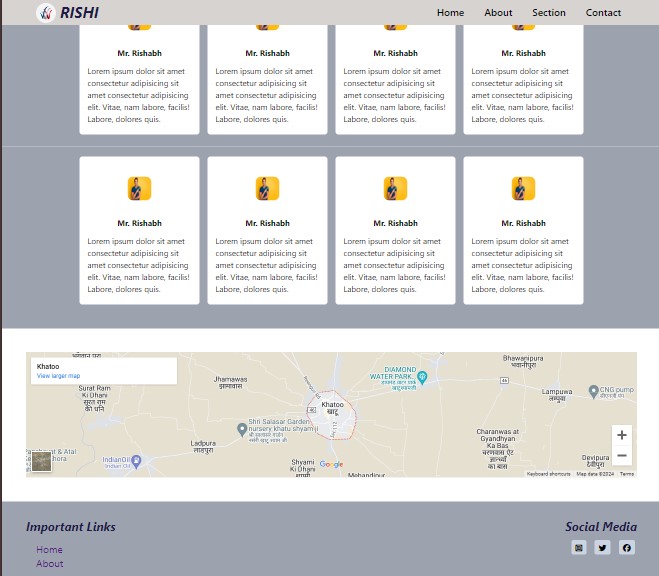 RISHI
Home About Section Contact
Mr. Rishabh Mr. Rishabh Mr. Rishabh Mr. Rishabh
Lorem ipsum dolor sit amet Lorem ipsum dolor sit amet Lorem ipsum dolor sit amet Lorem ipsum dolor sit amet
consectetur adipisicing consectetur adipisicing consectetur adipisicing consectetur adipisicing
amet consectetur adipisicing amet consectetur adipisicing amet consectetur adipisicing amet consectetur adipisicing
elit. Vitae, nam labore, facilis! elit. Vitae, nam labore, facilis! elit. Vitae, nam labore, facilis! elit. Vitae, nam labore, facilis!
Labore, dolores quis. Labore, dolores quis. Labore, dolores quis. Labore, dolores quis.
Mr. Rishabh Mr. Rishabh Mr. Rishabh Mr. Rishabh
Lorem ipsum dolor sit amet Lorem ipsum dolor sit amet Lorem ipsum dolor sit amet Lorem ipsum dolor sit amet
amet consectetur adipisicing amet consectetur adipisicing amet consectetur adipisicing amet consectetur adipisicing
consectetur adipisicing consectetur adipisicing consectetur adipisicing consectetur adipisicing
elit. Vitae, nam labore, facilis! elit. Vitae, nam labore, facilis! elit. Vitae, nam labore, facilis! elit. Vitae, nam labore, facilis!
Labore, dolores quis. Labore, dolores quis. Labore, dolores quis. Labore, dolores quis.
Khatoo
View larger map
Surat Ram
Ki Dhani
सूरत राम
की धनि
Jhamawas
झामावास
DIAMOND
WATER PARK,
Bhawanipura
भवानीपुरा
46
Lampuwa
लम्पुवा
CNG pump
Khatoo
खाटू
46
Shri Salasar Garden
nursery khatu shyam ji
Ladpura
लाडपुरा
IndianOil
Indian Oil
Charanwas at
Gyandhyan
Ka Bas
चरणवास ऐट
ज्ञानध्यान
का बास
Devipura
देवीपुरा
Shyami
Ki Dhani
Google
Mehandipur
Keyboard shortcuts Map data ©2024 Terms
Important Links
Home
About
Social Media